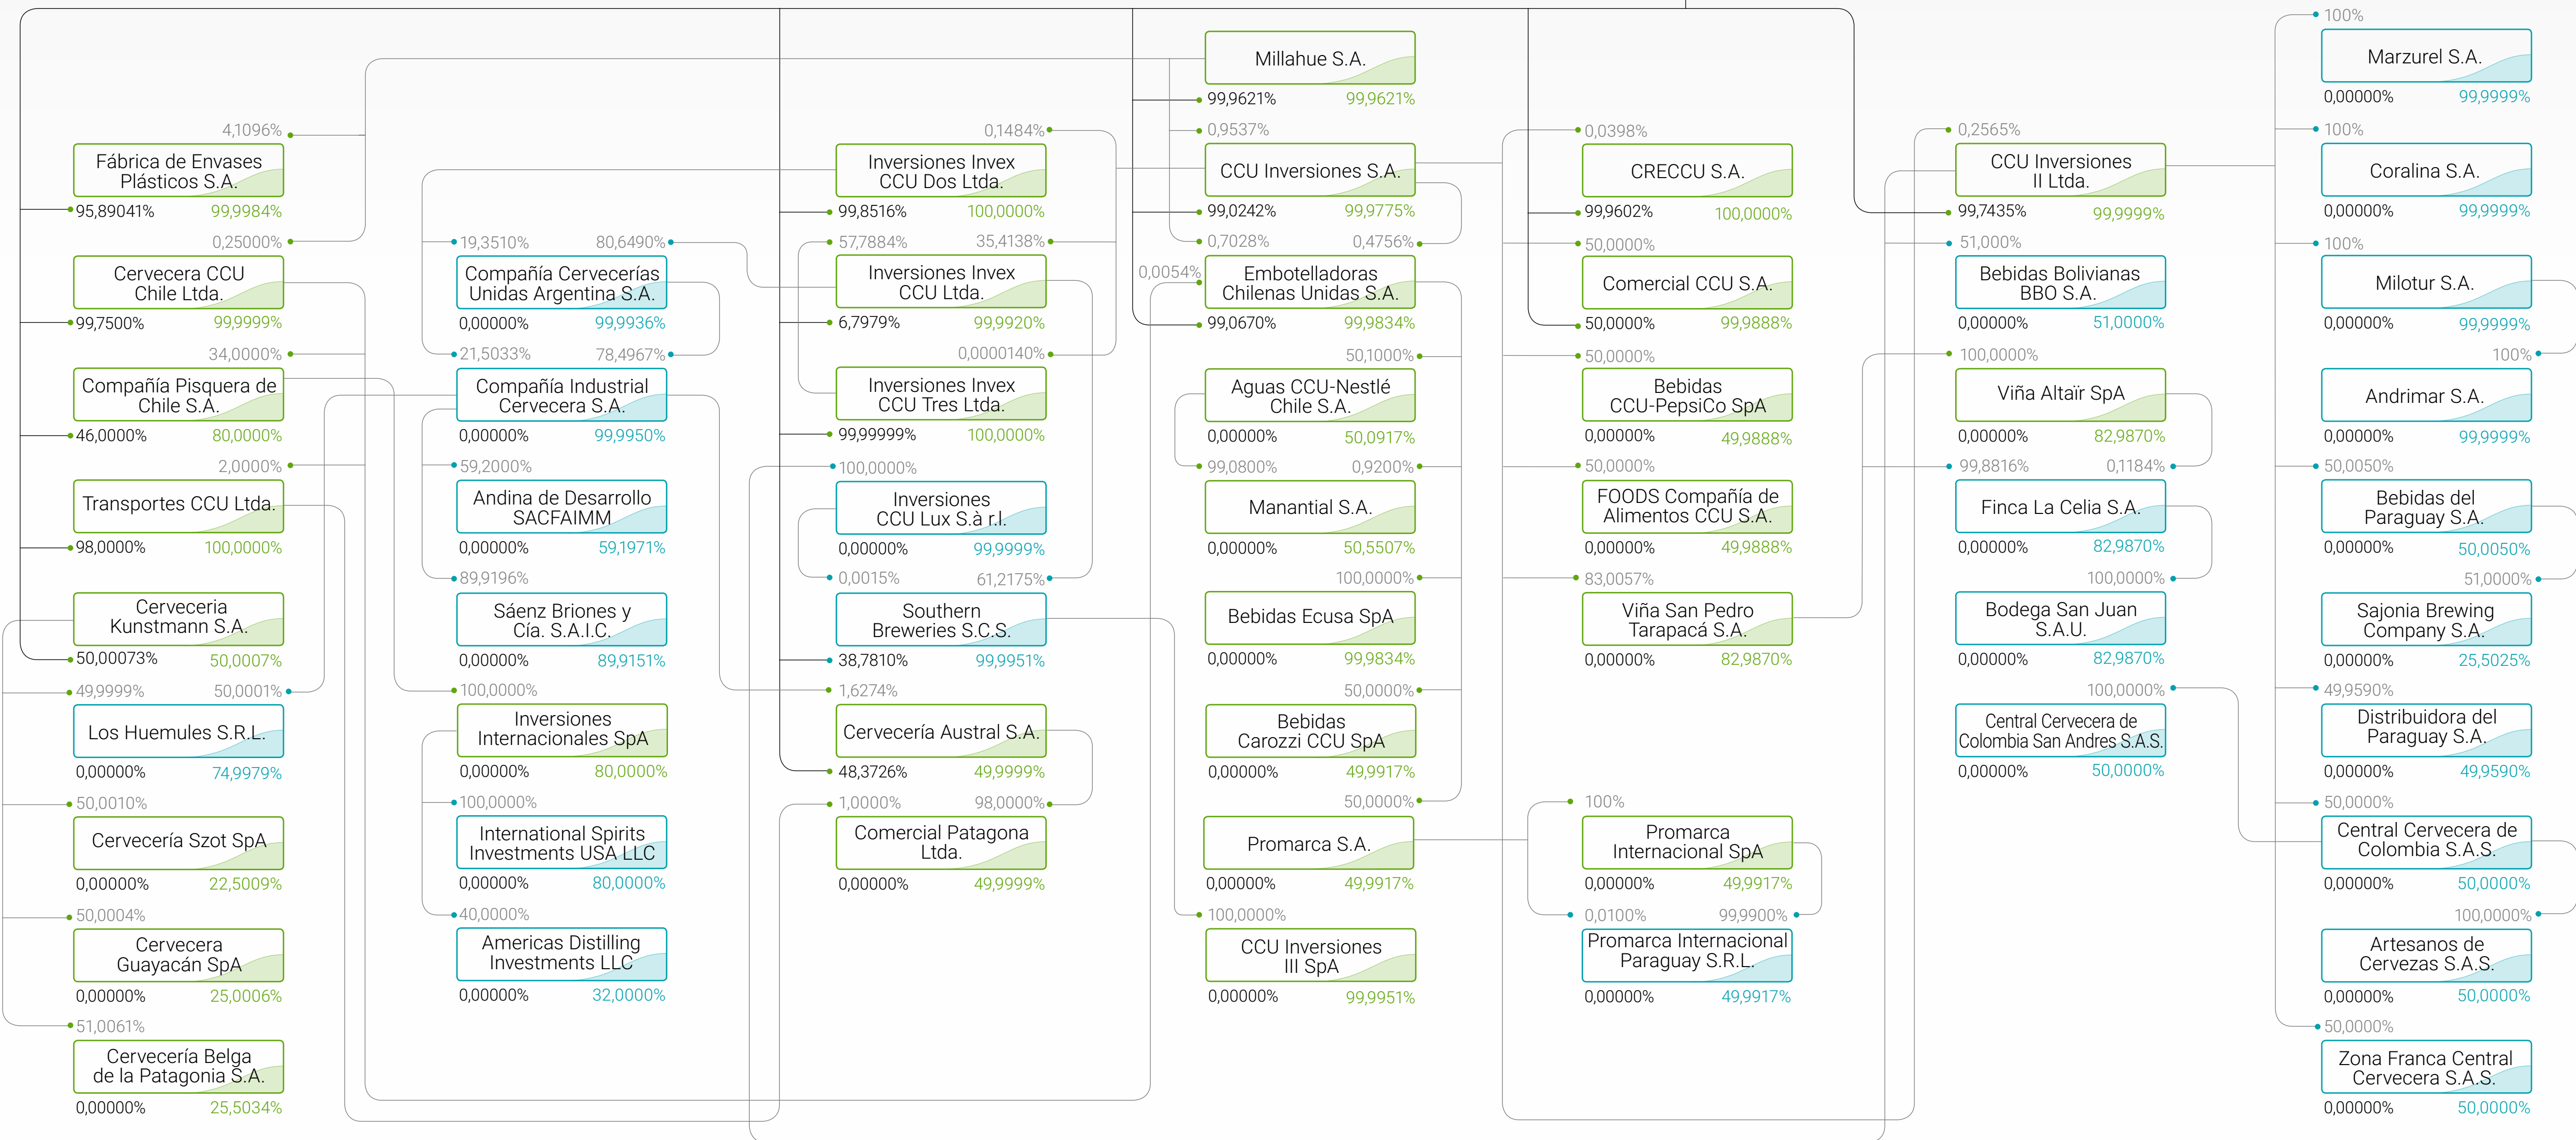 4,1096%
Fábrica de Envases
Plásticos S.A.
95,89041% 99,9984%
0,25000%
Cervecera CCU
Chile Ltda.
99,7500% 99,9999%
34,0000%
Compañía Pisquera de
Chile S.A.
46,0000% 80,0000%
2,0000%
Transportes CCU Ltda.
98,0000% 100,0000%
Cerveceria
Kunstmann S.A.
50,00073% 50,0007%
49,9999% 50,0001%
Los Huemules S.R.L.
0,00000% 74,9979%
50,0010%
Cervecería Szot SpA
0,00000% 22,5009%
50,0004%
Cervecera
Guayacán SpA
0,00000% 25,0006%
51,0061%
Cervecería Belga
de la Patagonia S.A.
0,00000% 25,5034%
19,3510% 80,6490%
Compañía Cervecerías
Unidas Argentina S.A.
0,00000% 99,9936%
21,5033% 78,4967%
Compañía Industrial
Cervecera S.A.
0,00000% 99,9950%
59,2000%
Andina de Desarrollo
SACFAIMM
0,00000% 59,1971%
89,9196%
Sáenz Briones y
Cía. S.A.I.C.
0,00000% 89,9151%
100,0000%
Inversiones
Internacionales SpA
0,00000% 80,0000%
100,0000%
International Spirits
Investments USA LLC
0,00000% 80,0000%
40,0000%
Americas Distilling
Investments LLC
0,00000% 32,0000%
0,1484%
Inversiones Invex
CCU Dos Ltda.
99,8516% 100,0000%
57,7884% 35,4138%
Inversiones Invex
CCU Ltda.
6,7979% 99,9920%
0,0000140%
Inversiones Invex
CCU Tres Ltda.
99,99999% 100,0000%
100,0000%
Inversiones
CCU Lux S.à r.l.
0,00000% 99,9999%
0,0015% 61,2175%
Southern
Breweries S.C.S.
38,7810% 99,9951%
1,6274%
Cervecería Austral S.A.
48,3726% 49,9999%
1,0000% 98,0000%
Comercial Patagona
Ltda.
0,00000% 49,9999%
Millahue S.A.
99,9621% 99,9621%
0,9537%
CCU Inversiones S.A.
99,0242% 99,9775%
0,7028% 0,4756%
0,0054%
Embotelladoras
Chilenas Unidas S.A.
99,0670% 99,9834%
50,1000%
Aguas CCU-Nestlé
Chile S.A.
0,00000% 50,0917%
99,0800% 0,9200%
Manantial S.A.
0,00000% 50,5507%
100,0000%
Bebidas Ecusa SpA
0,00000% 99,9834%
50,0000%
Bebidas
Carozzi CCU SpA
0,00000% 49,9917%
50,0000%
Promarca S.A.
0,00000% 49,9917%
100,0000%
CCU Inversiones
III SpA
0,00000% 99,9951%
0,0398%
CRECCU S.A.
99,9602% 100,0000%
50,0000%
Comercial CCU S.A.
50,0000% 99,9888%
50,0000%
Bebidas
CCU-PepsiCo SpA
0,00000% 49,9888%
50,0000%
FOODS Compañía de
Alimentos CCU S.A.
0,00000% 49,9888%
83,0057%
Viña San Pedro
Tarapacá S.A.
0,00000% 82,9870%
100%
Promarca
Internacional SpA
0,00000% 49,9917%
0,0100% 99,9900%
Promarca Internacional
Paraguay S.R.L.
0,00000% 49,9917%
0,2565%
CCU Inversiones
II Ltda.
99,7435% 99,9999%
51,000%
Bebidas Bolivianas
BBO S.A.
0,00000% 51,0000%
100,0000%
Viña Altaïr SpA
0,00000% 82,9870%
99,8816% 0,1184%
Finca La Celia S.A.
0,00000% 82,9870%
100,0000%
Bodega San Juan
S.A.U.
0,00000% 82,9870%
100,0000%
Central Cervecera de
Colombia San Andres S.A.S.
0,00000% 50,0000%
100%
Marzurel S.A.
0,00000% 99,9999%
100%
Coralina S.A.
0,00000% 99,9999%
100%
Milotur S.A.
0,00000% 99,9999%
100%
Andrimar S.A.
0,00000% 99,9999%
50,0050%
Bebidas del
Paraguay S.A.
0,00000% 50,0050%
51,0000%
Sajonia Brewing
Company S.A.
0,00000% 25,5025%
49,9590%
Distribuidora del
Paraguay S.A.
0,00000% 49,9590%
50,0000%
Central Cervecera de
Colombia S.A.S.
0,00000% 50,0000%
100,0000%
Artesanos de
Cervezas S.A.S.
0,00000% 50,0000%
50,0000%
Zona Franca Central
Cervecera S.A.S.
0,00000% 50,0000%